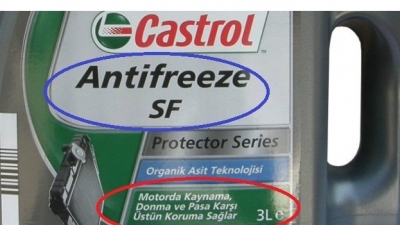 Castrol
Antifreeze
SF
Protector Series
Organik Asit Teknolojisi
Motorda Kaynama,
Donma ve Pasa Karşı
Üstün Koruma Sağlar
3L e